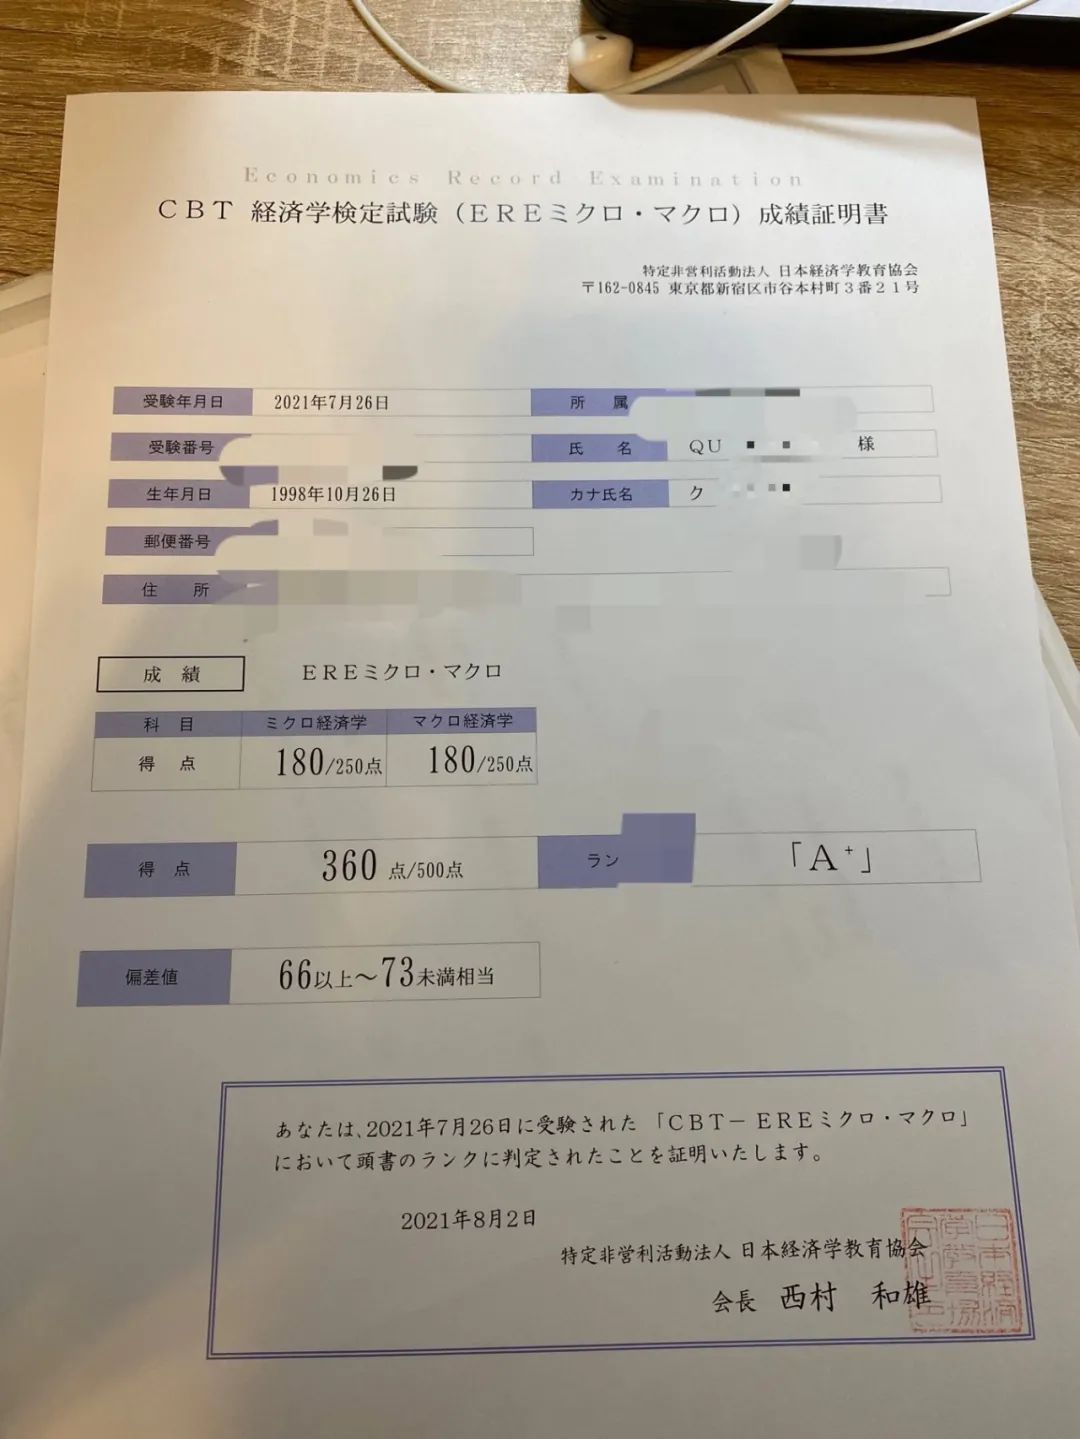 Economics Record Examination
CBT 経済学検定試験（EREミクロ・マクロ）成績証明書
特定非営利活動法人 日本経済学教育協会
〒162-0845 東京都新宿区市谷本村町３番２１号
受験年月日 2021年7月26日 所 属
受験番号 氏 名 QU 様
生年月日 1998年10月26日 カナ氏名 ク
郵便番号
住 所
成 績 EREミクロ・マクロ
科 目 ミクロ経済学 マクロ経済学
得 点 180/250点 180/250点
得 点 360 点/500点 ラン 「A⁺」
偏差値 66以上～73未満相当
あなたは、2021年7月26日に受験された 「CBT－EREミクロ・マクロ」
において頭書のランクに判定されたことを証明いたします。
2021年8月2日
特定非営利活動法人 日本経済学教育協会
会長 西村 和雄